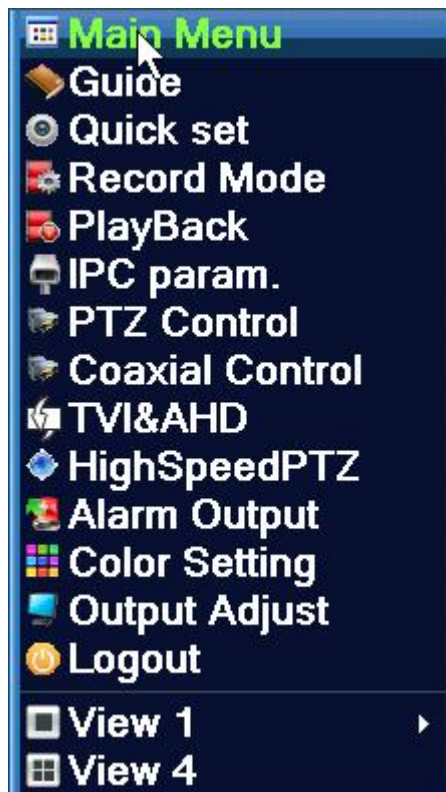 Main Menu
Guide
Quick set
Record Mode
PlayBack
IPC param.
PTZ Control
Coaxial Control
TVI&AHD
HighSpeedPTZ
Alarm Output
Color Setting
Output Adjust
Logout
View 1
View 4